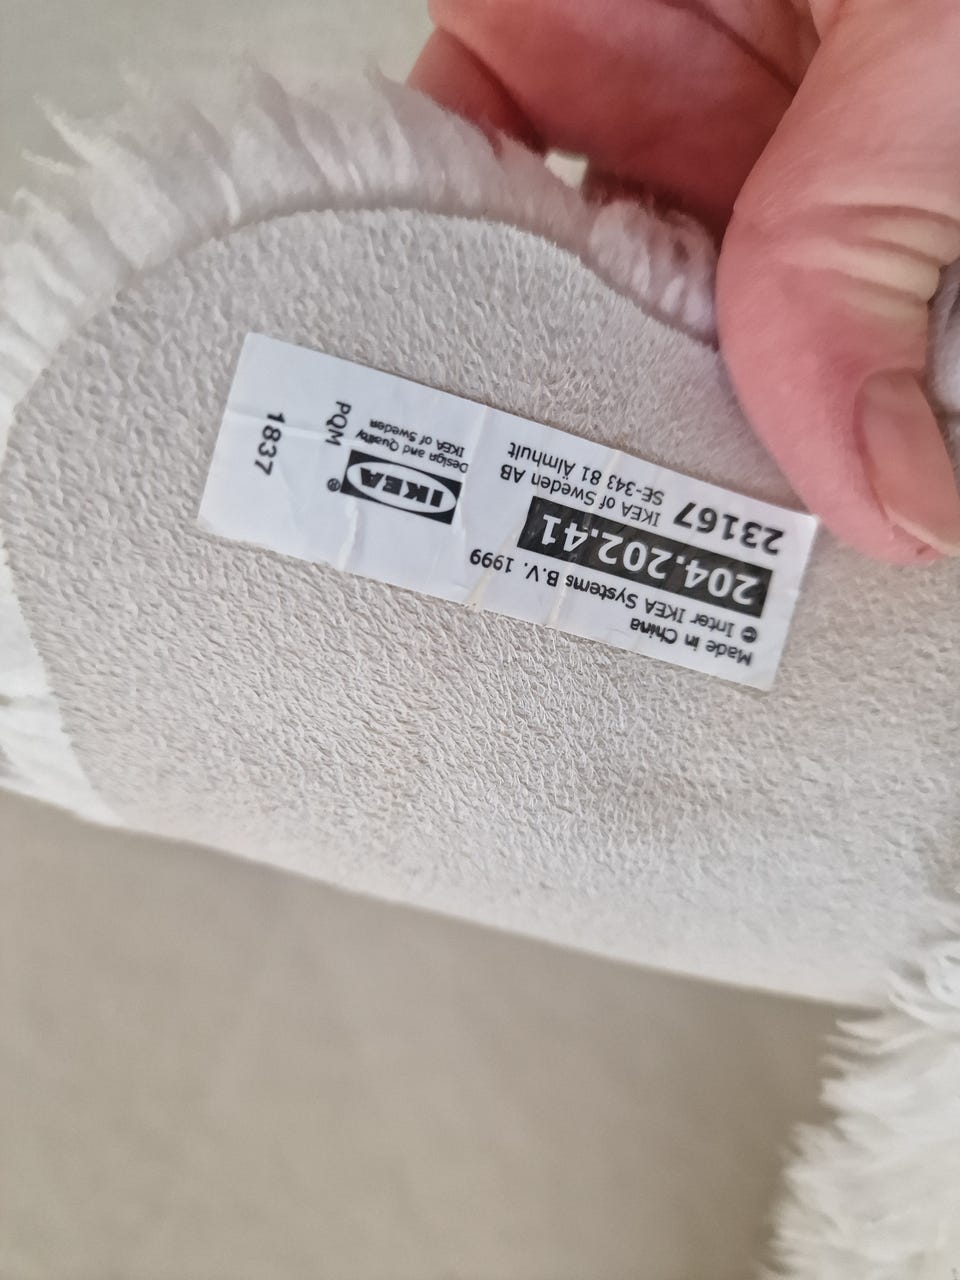 Made in China
© Inter IKEA Systems B.V. 1999
204.202.41
23167
IKEA of Sweden AB
SE-343 81 Älmhult
IKEA®
Design and Quality
IKEA of Sweden
PQM
1837